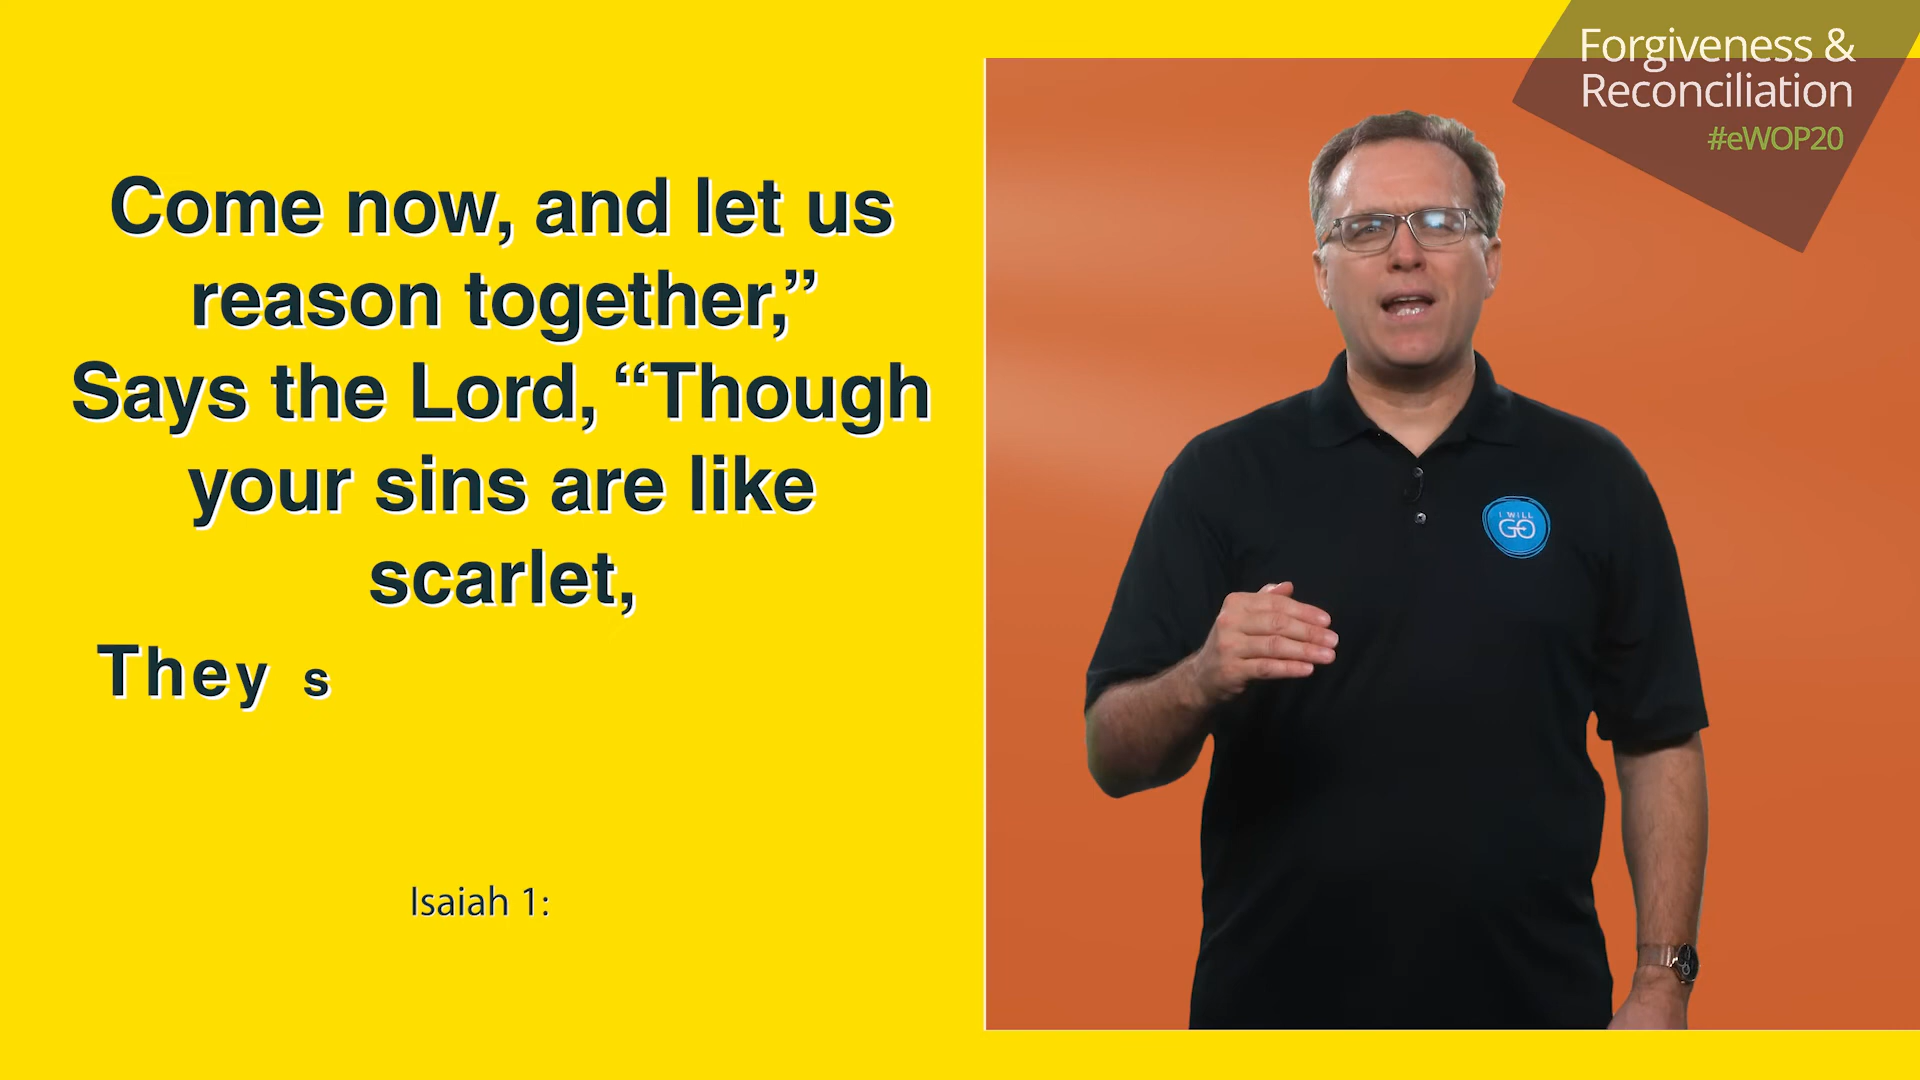 Forgiveness &
Reconciliation
#eWOP20
Come now, and let us
reason together,”
Says the Lord, “Though
your sins are like
scarlet,
They s
Isaiah 1:
I WILL
GO